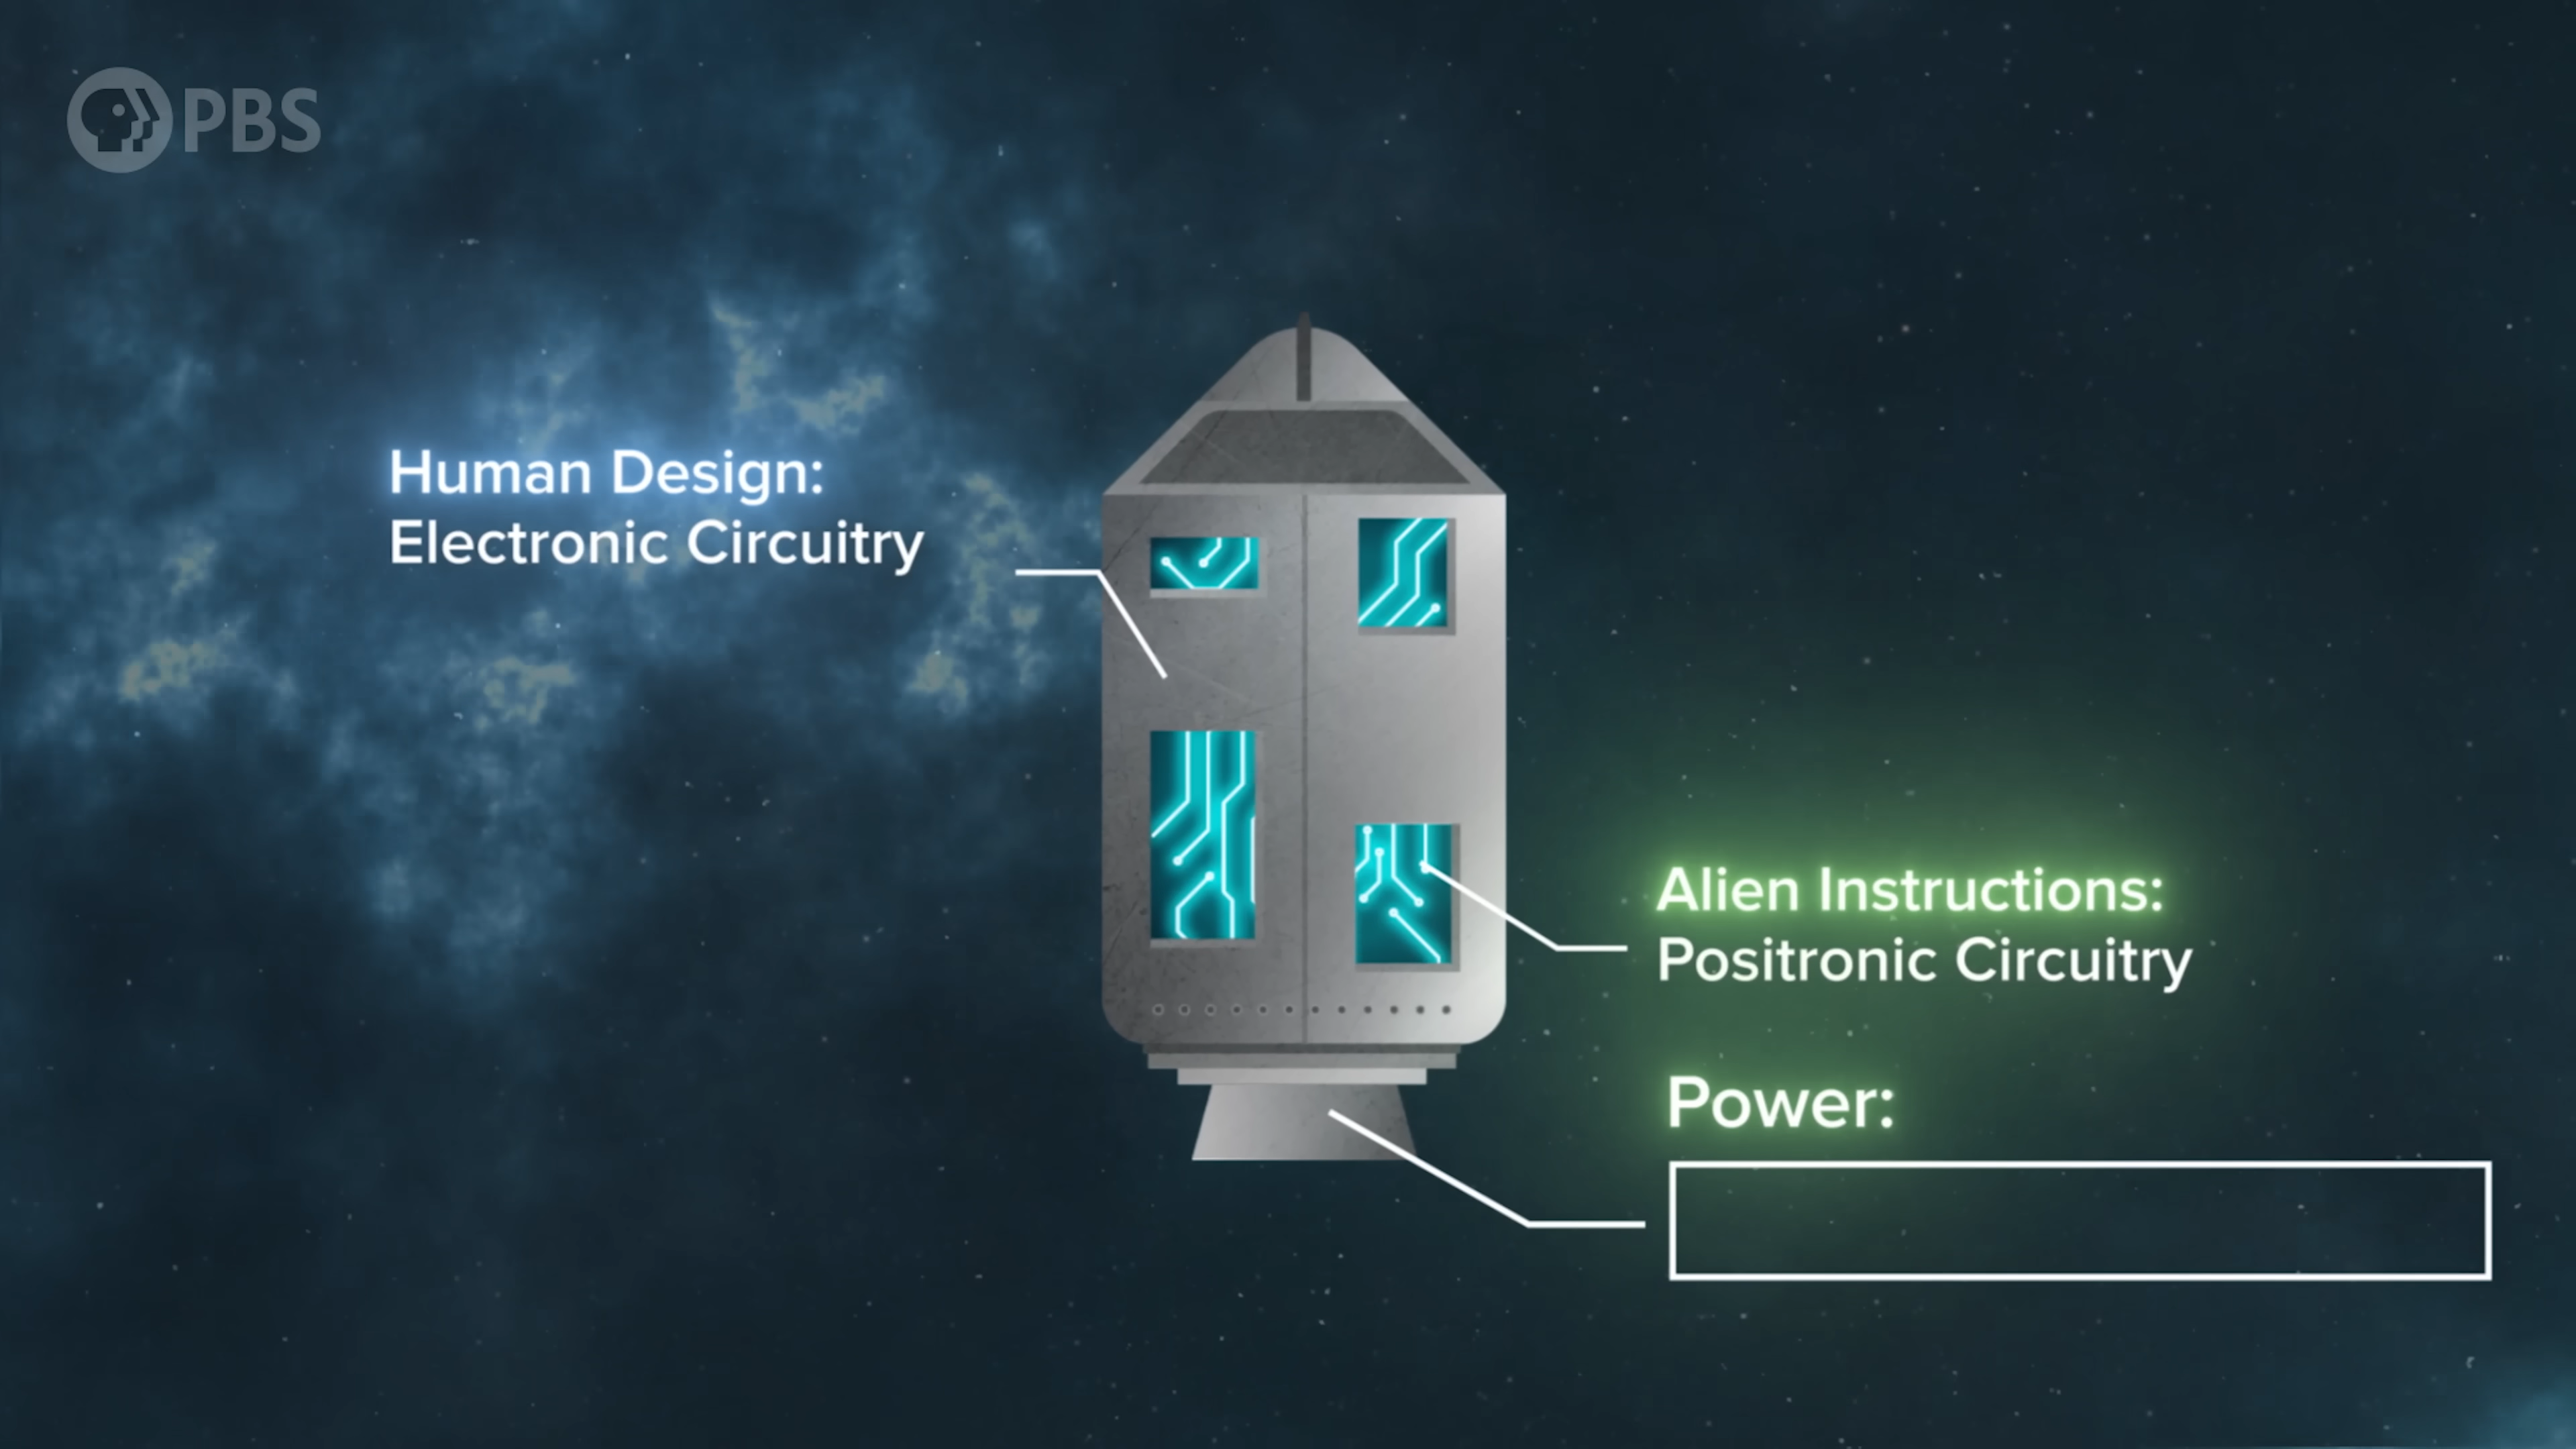 PBS
Human Design:
Electronic Circuitry
Alien Instructions:
Positronic Circuitry
Power: